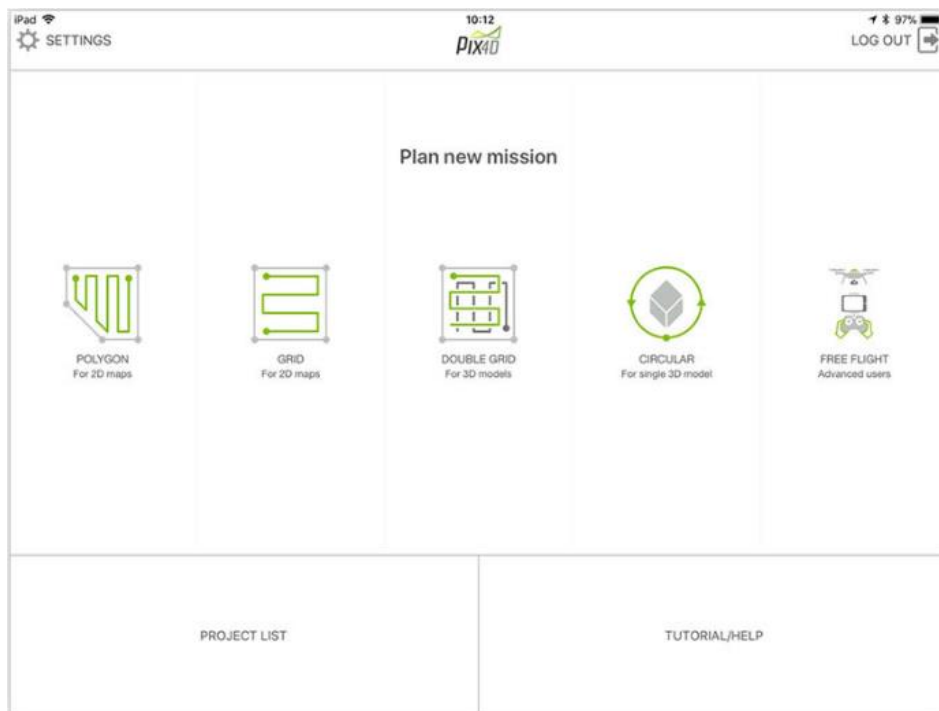 iPad 10:12 97%
SETTINGS
PIX4D
LOG OUT
Plan new mission
POLYGON
For 2D maps
GRID
For 2D maps
DOUBLE GRID
For 3D models
CIRCULAR
For single 3D model
FREE FLIGHT
Advanced users
PROJECT LIST
TUTORIAL/HELP